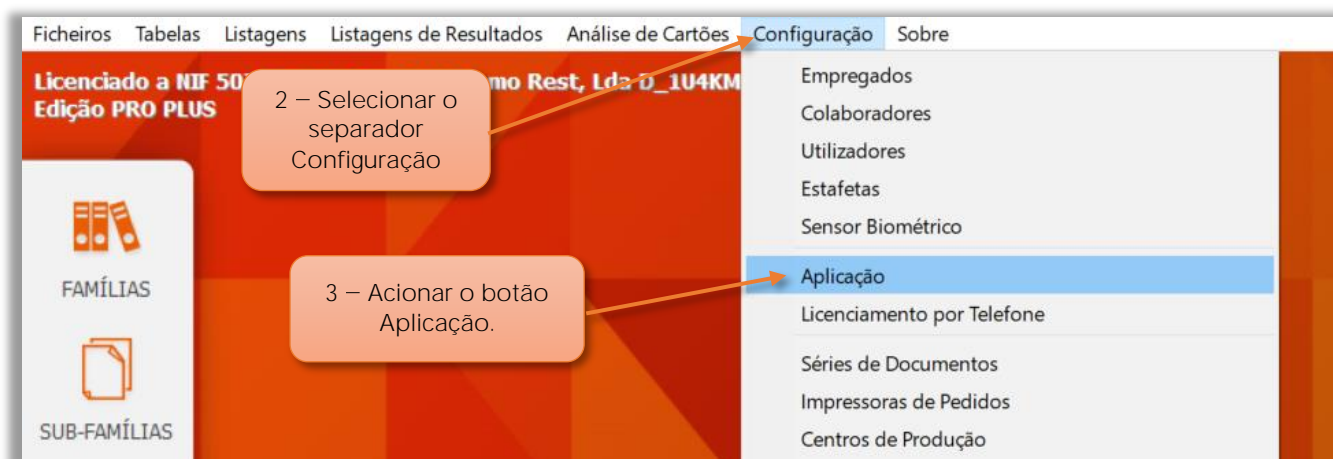 Ficheiros Tabelas Listagens Listagens de Resultados Análise de Cartões Configuração Sobre
Licenciado a NIF 50 mo Rest, Lda D_1U4KM
Edição PRO PLUS
2 – Selecionar o
separador
Configuração
Empregados
Colaboradores
Utilizadores
Estafetas
Sensor Biométrico
FAMÍLIAS
3 – Acionar o botão
Aplicação.
Aplicação
Licenciamento por Telefone
Séries de Documentos
Impressoras de Pedidos
Centros de Produção
SUB-FAMÍLIAS